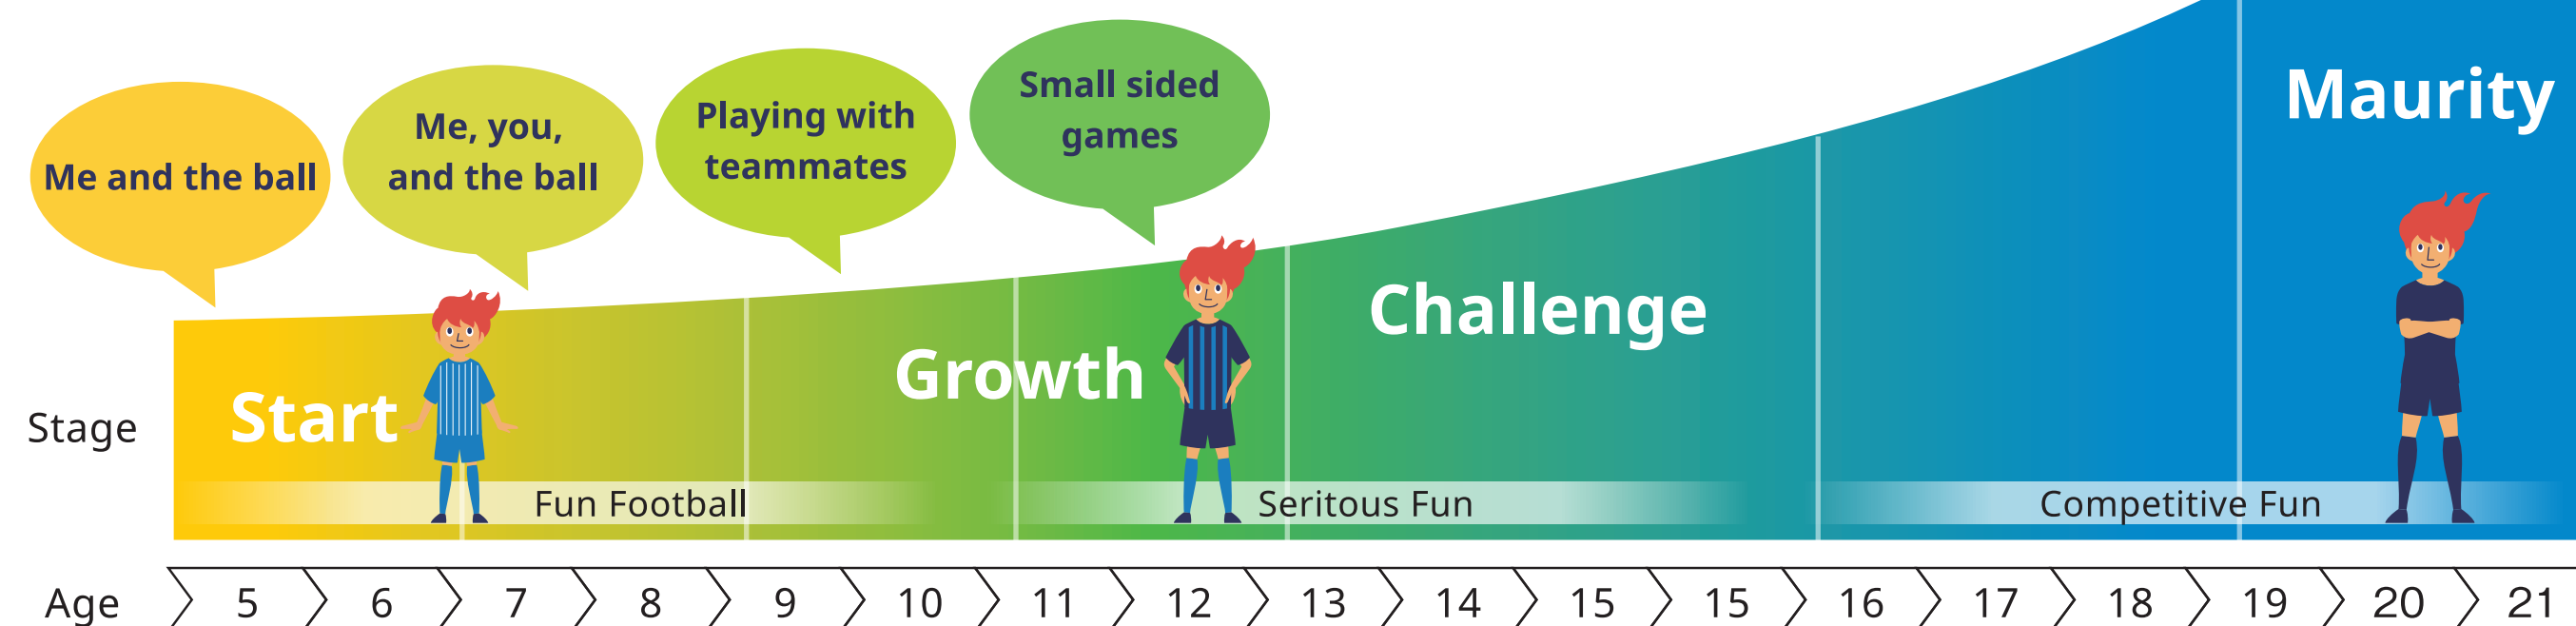 Me and the ball
Me, you,
and the ball
Playing with
teammates
Small sided
games
Maurity
Challenge
Growth
Start
Stage
Fun Football
Seritous Fun
Competitive Fun
Age 5 6 7 8 9 10 11 12 13 14 15 15 16 17 18 19 20 21